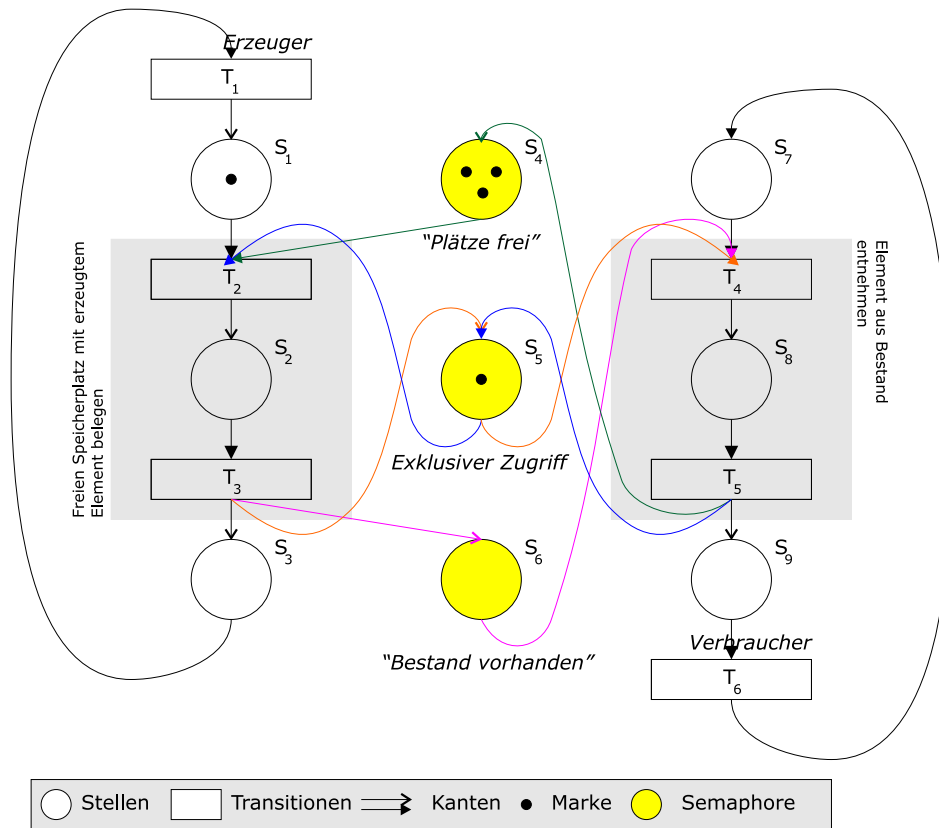 Erzeuger
T1
S1
S4
S7
"Plätze frei"
Freien Speicherplatz mit erzeugtem
Element belegen
Element aus Bestand
entnehmen
T2
T4
S2
S5
S8
Exklusiver Zugriff
T3
T5
S3
S6
S9
"Bestand vorhanden"
Verbraucher
T6
Stellen Transitionen Kanten Marke Semaphore